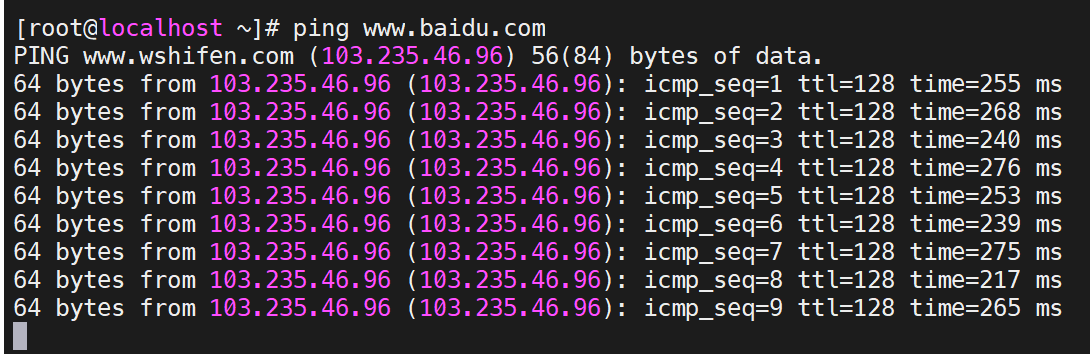 [root@localhost ~]# ping www.baidu.com
PING www.wshifen.com (103.235.46.96) 56(84) bytes of data.
64 bytes from 103.235.46.96 (103.235.46.96): icmp_seq=1 ttl=128 time=255 ms
64 bytes from 103.235.46.96 (103.235.46.96): icmp_seq=2 ttl=128 time=268 ms
64 bytes from 103.235.46.96 (103.235.46.96): icmp_seq=3 ttl=128 time=240 ms
64 bytes from 103.235.46.96 (103.235.46.96): icmp_seq=4 ttl=128 time=276 ms
64 bytes from 103.235.46.96 (103.235.46.96): icmp_seq=5 ttl=128 time=253 ms
64 bytes from 103.235.46.96 (103.235.46.96): icmp_seq=6 ttl=128 time=239 ms
64 bytes from 103.235.46.96 (103.235.46.96): icmp_seq=7 ttl=128 time=275 ms
64 bytes from 103.235.46.96 (103.235.46.96): icmp_seq=8 ttl=128 time=217 ms
64 bytes from 103.235.46.96 (103.235.46.96): icmp_seq=9 ttl=128 time=265 ms